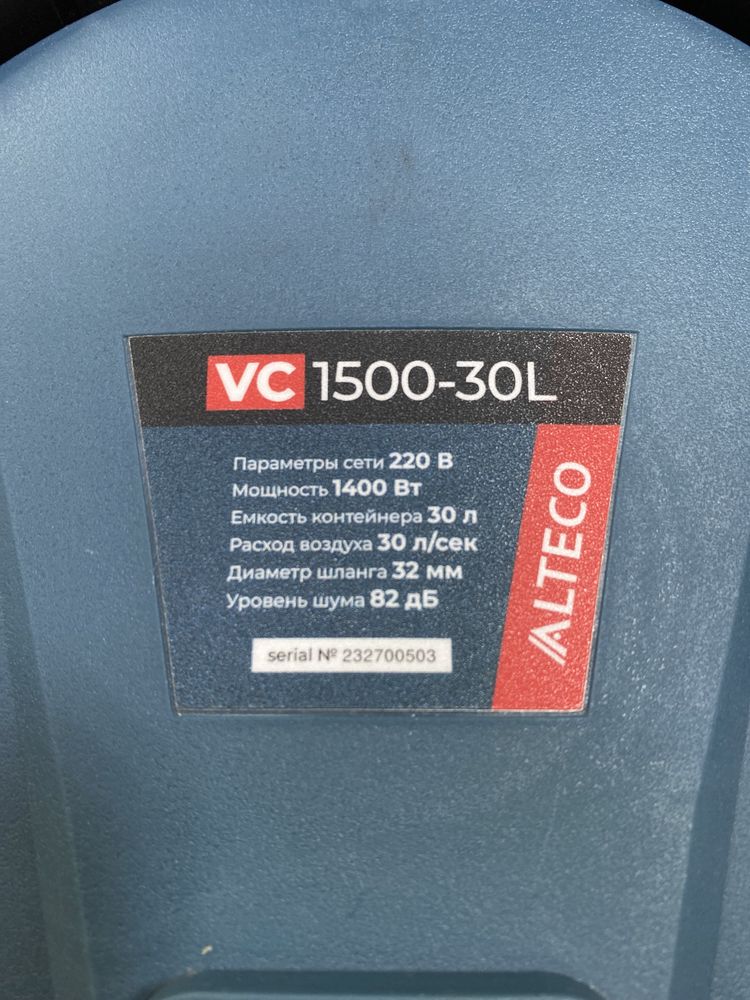 VC 1500-30L
Параметры сети 220 В
Мощность 1400 Вт
Емкость контейнера 30 л
Расход воздуха 30 л/сек
Диаметр шланга 32 мм
Уровень шума 82 дБ
serial № 232700503
ALTECO